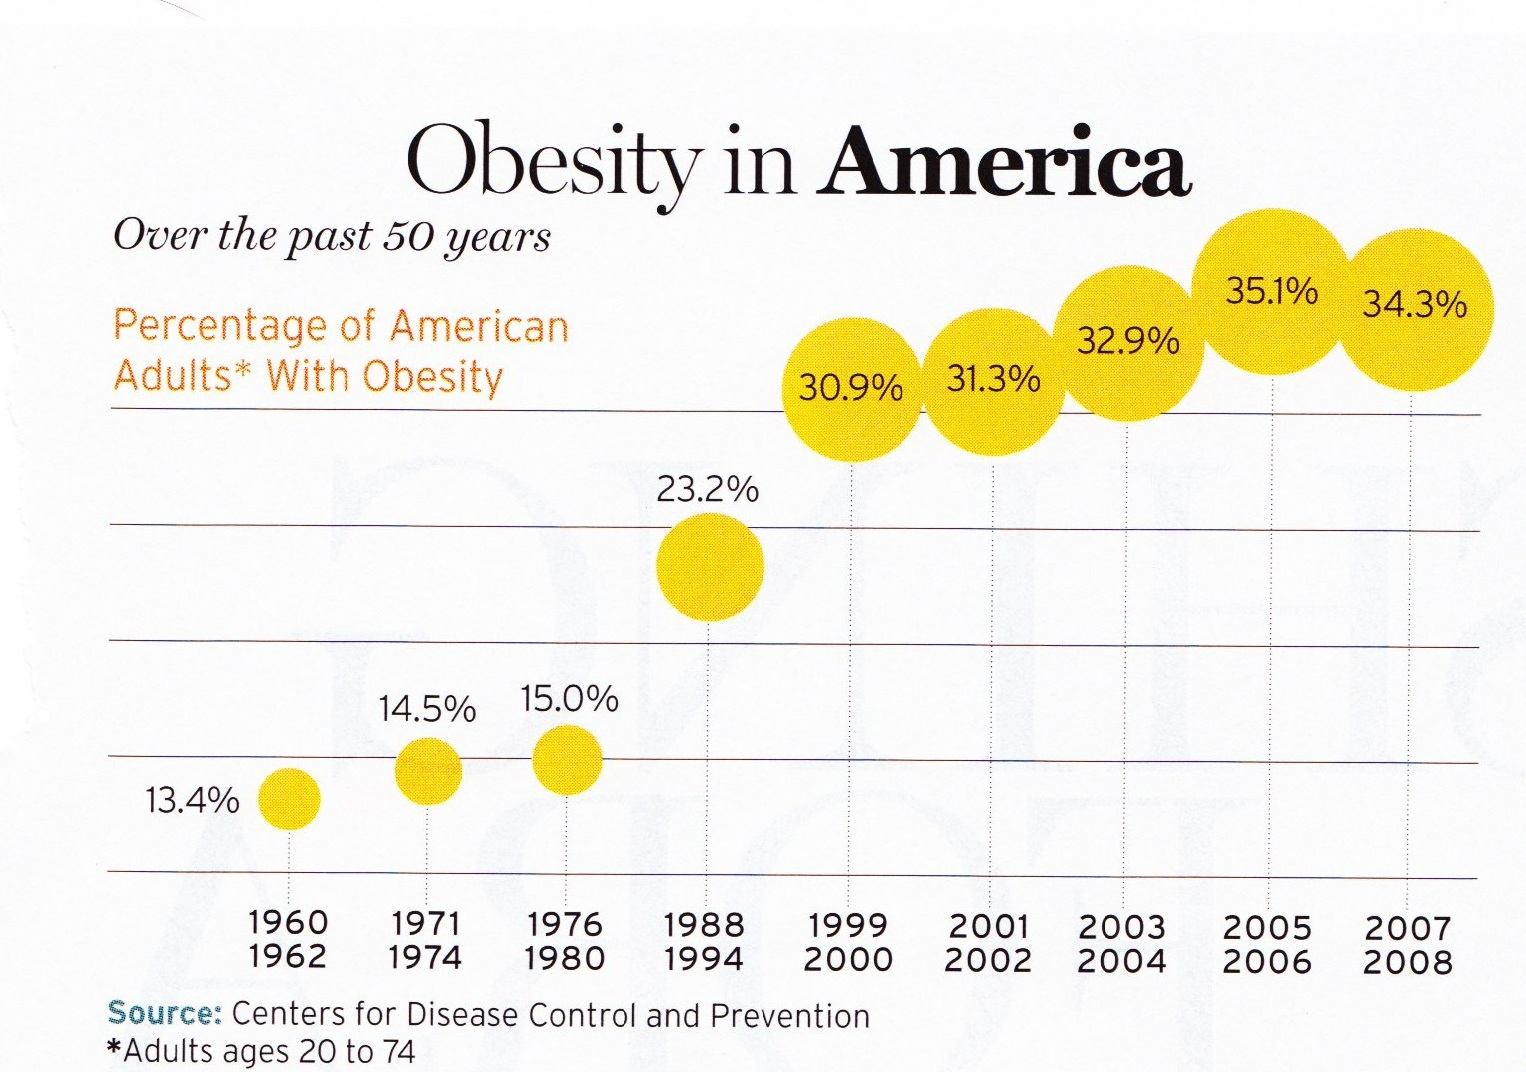 Obesity in America
Over the past 50 years
Percentage of American
Adults* With Obesity
35.1%
34.3%
32.9%
31.3%
30.9%
23.2%
15.0%
14.5%
13.4%
1960 1971 1976 1988 1999 2001 2003 2005 2007
1962 1974 1980 1994 2000 2002 2004 2006 2008
Source: Centers for Disease Control and Prevention
*Adults ages 20 to 74